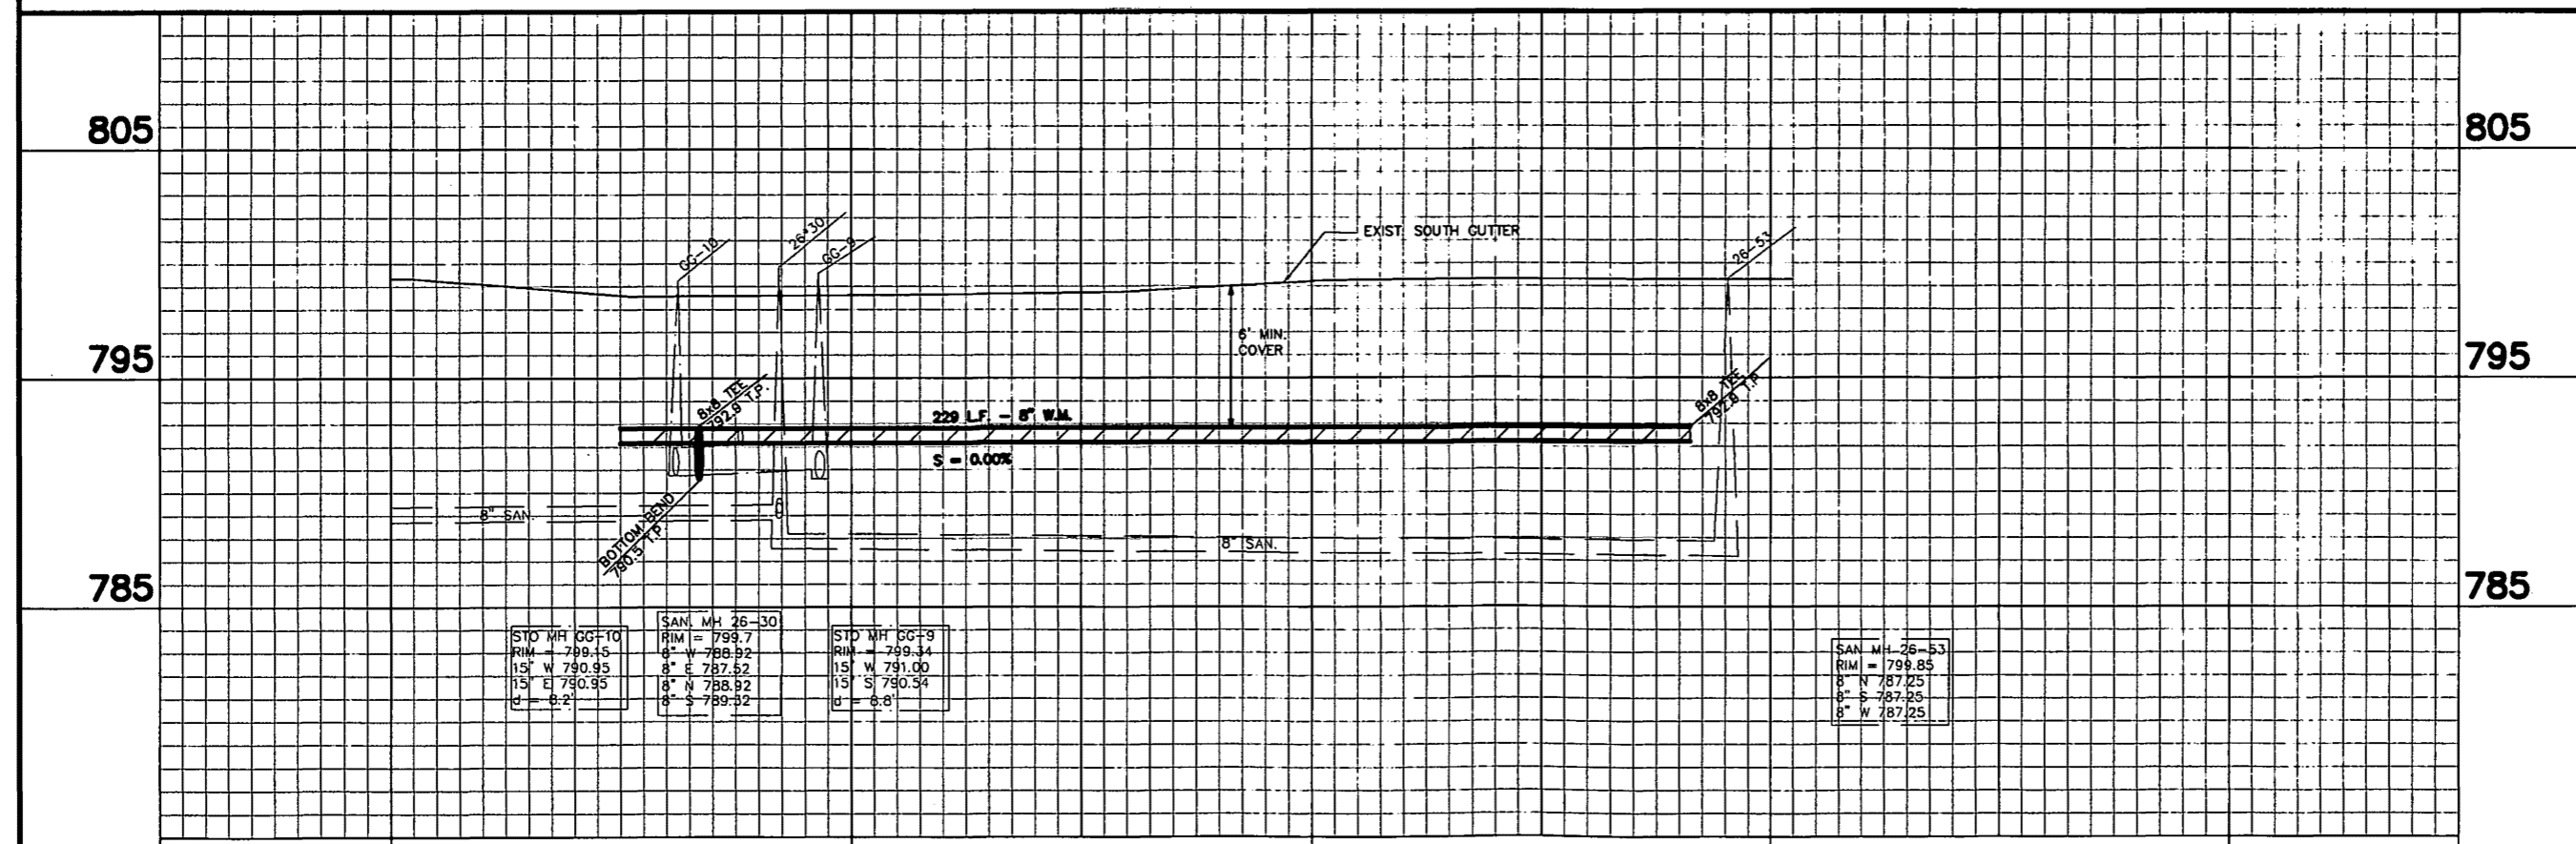 805
805
GG-10
26-30
GG-9
EXIST. SOUTH GUTTER
26-53
795
6' MIN.
COVER
795
8x8 TEE
792.9 T.P.
8x8 TEE
792.9 T.P.
229 L.F. - 8" W.M.
S = 0.00%
8" SAN.
BOTTOM BEND
790.5 T.P.
8" SAN.
785
785
STO MH GG-10
RIM = 799.15
15" W 790.95
15" E 790.95
d = 8.2'
SAN. MH 26-30
RIM = 799.7
8" W 788.92
8" E 787.52
8" N 788.92
8" S 789.32
STO MH GG-9
RIM = 799.34
15" W 791.00
15" S 790.54
d = 8.8'
SAN MH 26-53
RIM = 799.85
8" N 787.25
8" S 787.25
8" W 787.25